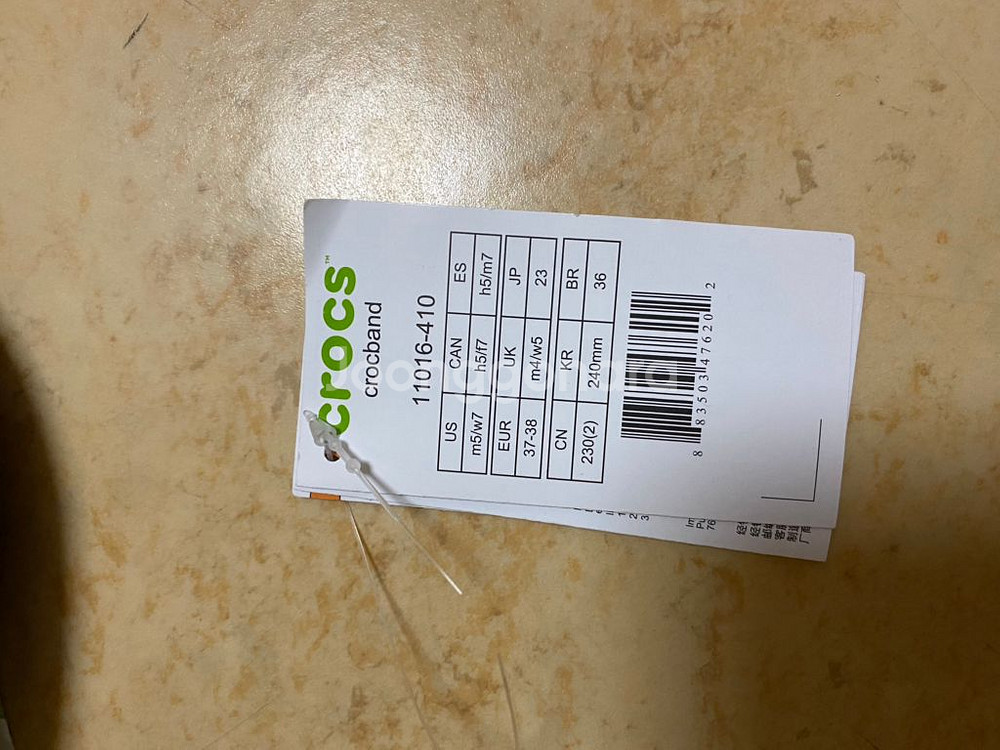 crocs™
crocband
11016-410
US CAN ES
m5/w7 h5/f7 h5/m7
EUR UK JP
37-38 m4/w5 23
CN KR BR
230(2) 240mm 36
8 83503 47620 2
Joonggonara